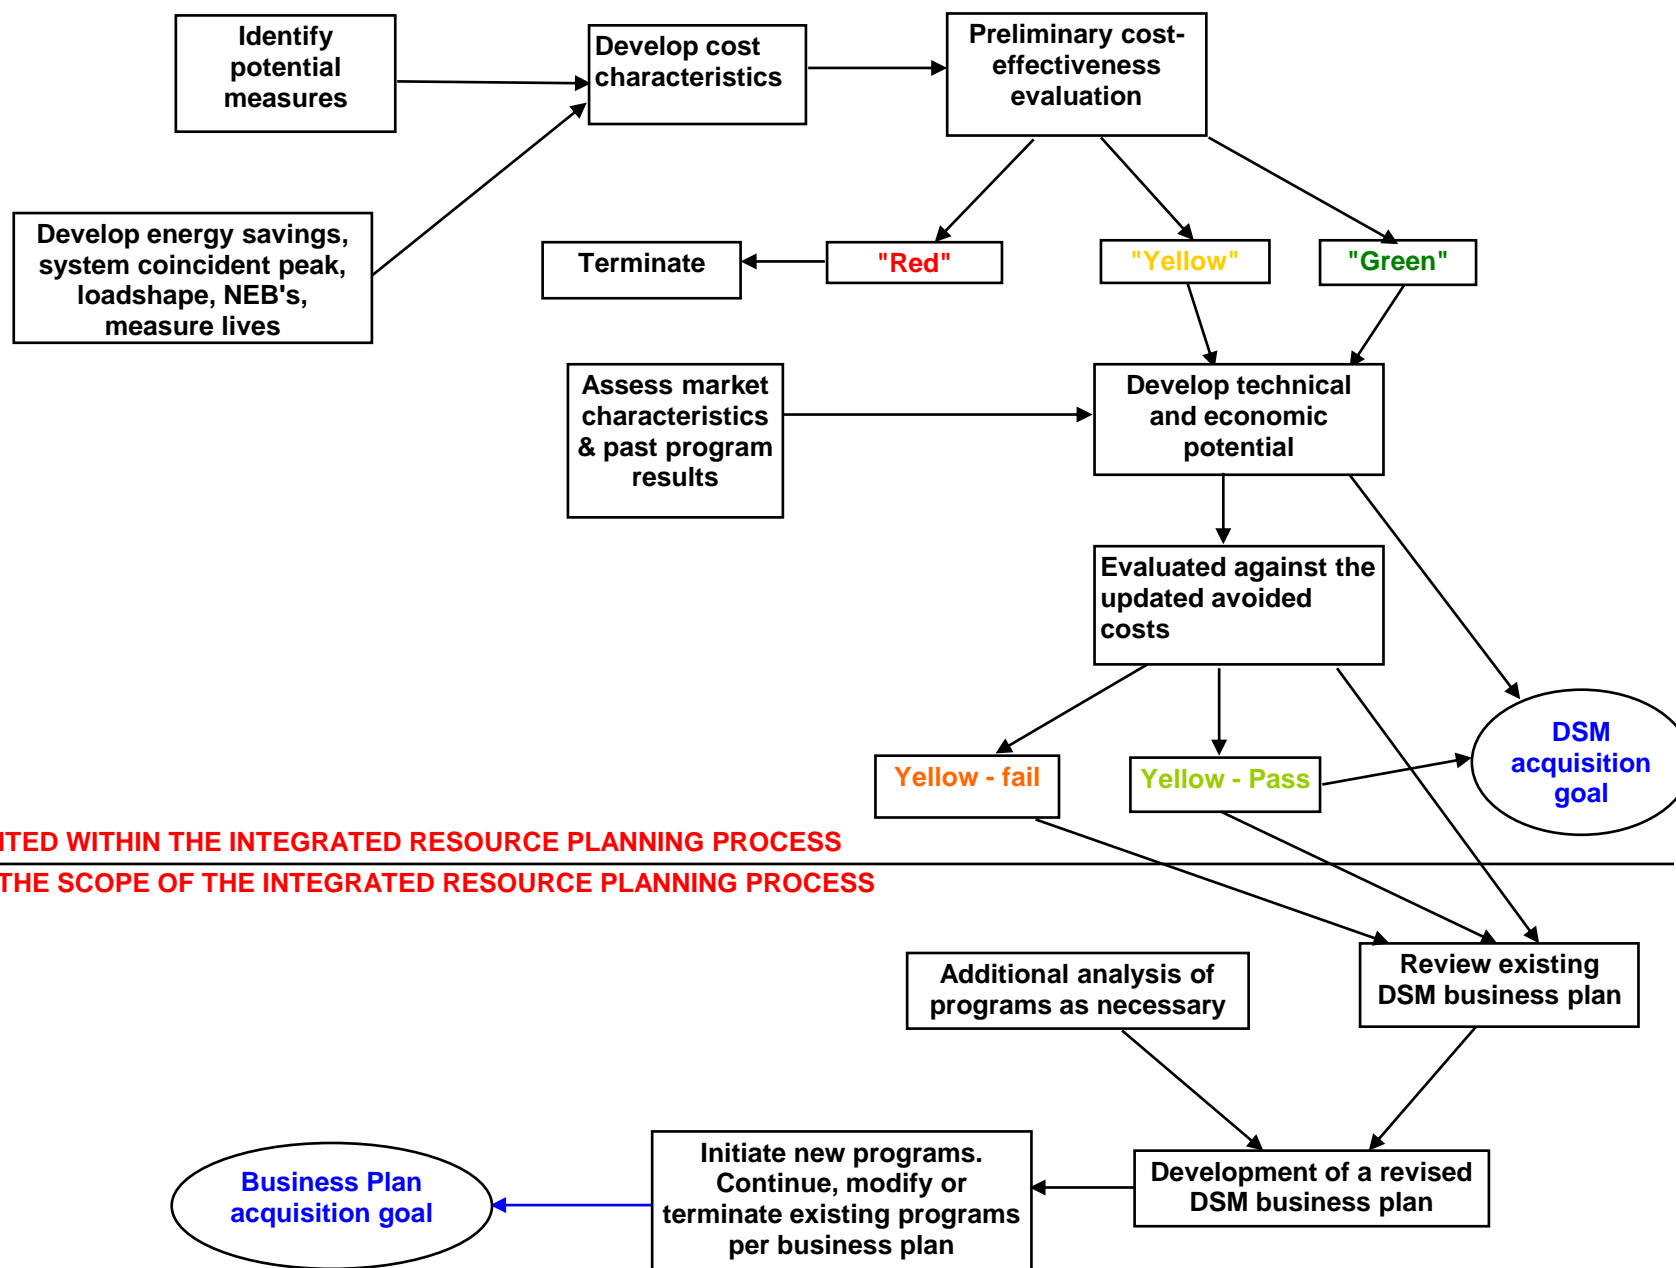 Identify
potential
measures
Develop cost
characteristics
Preliminary cost-
effectiveness
evaluation
Develop energy savings,
system coincident peak,
loadshape, NEB's,
measure lives
Terminate
"Red"
"Yellow"
"Green"
Assess market
characteristics
& past program
results
Develop technical
and economic
potential
Evaluated against the
updated avoided
costs
Yellow - fail
Yellow - Pass
DSM
acquisition
goal
WITHIN THE INTEGRATED RESOURCE PLANNING PROCESS
THE SCOPE OF THE INTEGRATED RESOURCE PLANNING PROCESS
Additional analysis of
programs as necessary
Review existing
DSM business plan
Business Plan
acquisition goal
Initiate new programs.
Continue, modify or
terminate existing programs
per business plan
Development of a revised
DSM business plan